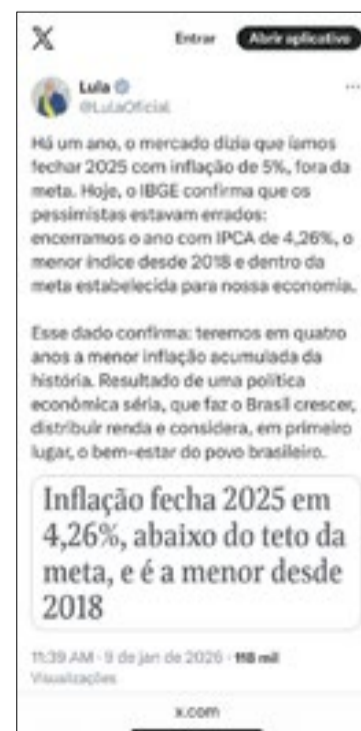 X
Entrar
Abrir aplicativo
Lula
@LulaOficial
Há um ano, o mercado dizia que íamos
fechar 2025 com inflação de 5%, fora da
meta. Hoje, o IBGE confirma que os
pessimistas estavam errados:
encerramos o ano com IPCA de 4,26%, o
menor índice desde 2018 e dentro da
meta estabelecida para nossa economia.
Esse dado confirma: teremos em quatro
anos a menor inflação acumulada da
história. Resultado de uma política
econômica séria, que faz o Brasil crescer,
distribuir renda e considera, em primeiro
lugar, o bem-estar do povo brasileiro.
Inflação fecha 2025 em
4,26%, abaixo do teto da
meta, e é a menor desde
2018
11:39 AM · 9 de jan de 2026 · 118 mil
Visualizações
x.com